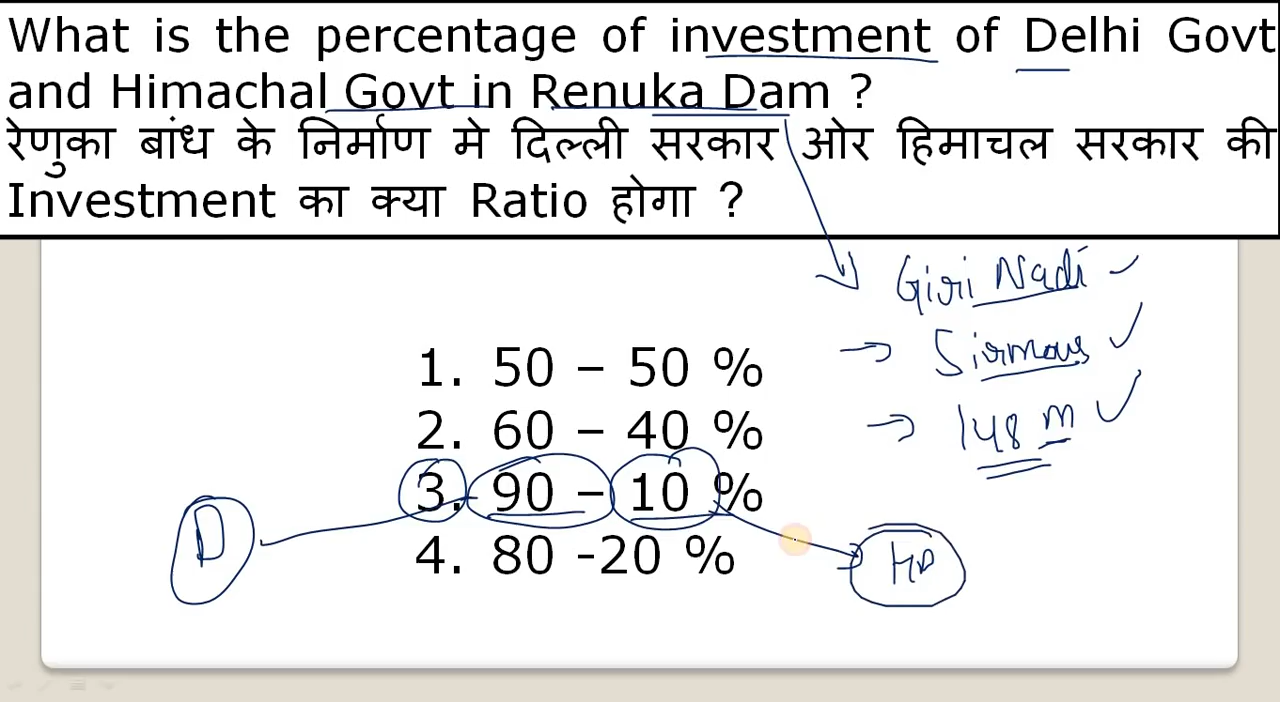 What is the percentage of investment of Delhi Govt
and Himachal Govt in Renuka Dam ?
रेणुका बांध के निर्माण मे दिल्ली सरकार ओर हिमाचल सरकार की
Investment का क्या Ratio होगा ?
Giri Nadi
1. 50 – 50 %
Sirmour
2. 60 – 40 %
148 m
3. 90 – 10 %
D
4. 80 -20 %
HP